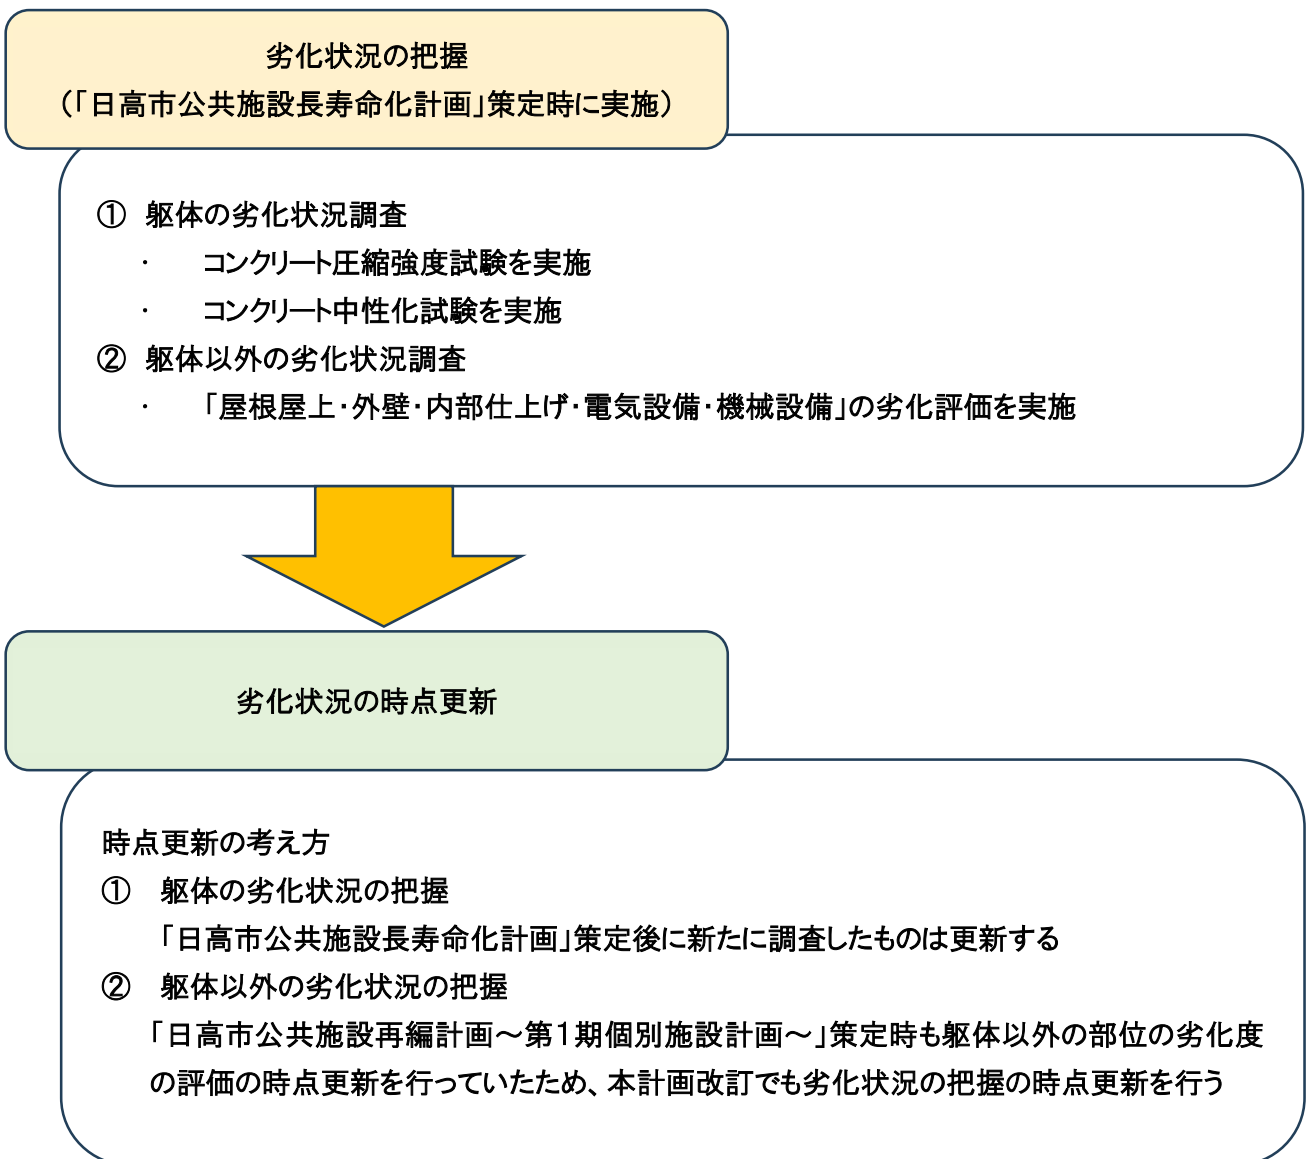 劣化状況の把握
（「日高市公共施設長寿命化計画」策定時に実施）
① 躯体の劣化状況調査
・ コンクリート圧縮強度試験を実施
・ コンクリート中性化試験を実施
② 躯体以外の劣化状況調査
・ 「屋根屋上・外壁・内部仕上げ・電気設備・機械設備」の劣化評価を実施
劣化状況の時点更新
時点更新の考え方
① 躯体の劣化状況の把握
「日高市公共施設長寿命化計画」策定後に新たに調査したものは更新する
② 躯体以外の劣化状況の把握
「日高市公共施設再編計画～第１期個別施設計画～」策定時も躯体以外の部位の劣化度
の評価の時点更新を行っていたため、本計画改訂でも劣化状況の把握の時点更新を行う